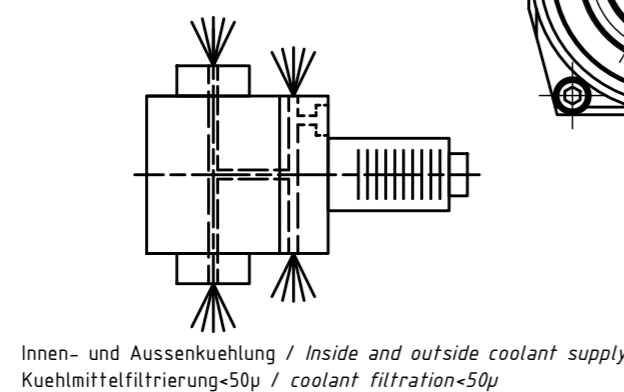 Innen- und Aussenkuehlung / Inside and outside coolant supply
Kuehlmittelfiltrierung<50µ / coolant filtration<50µ